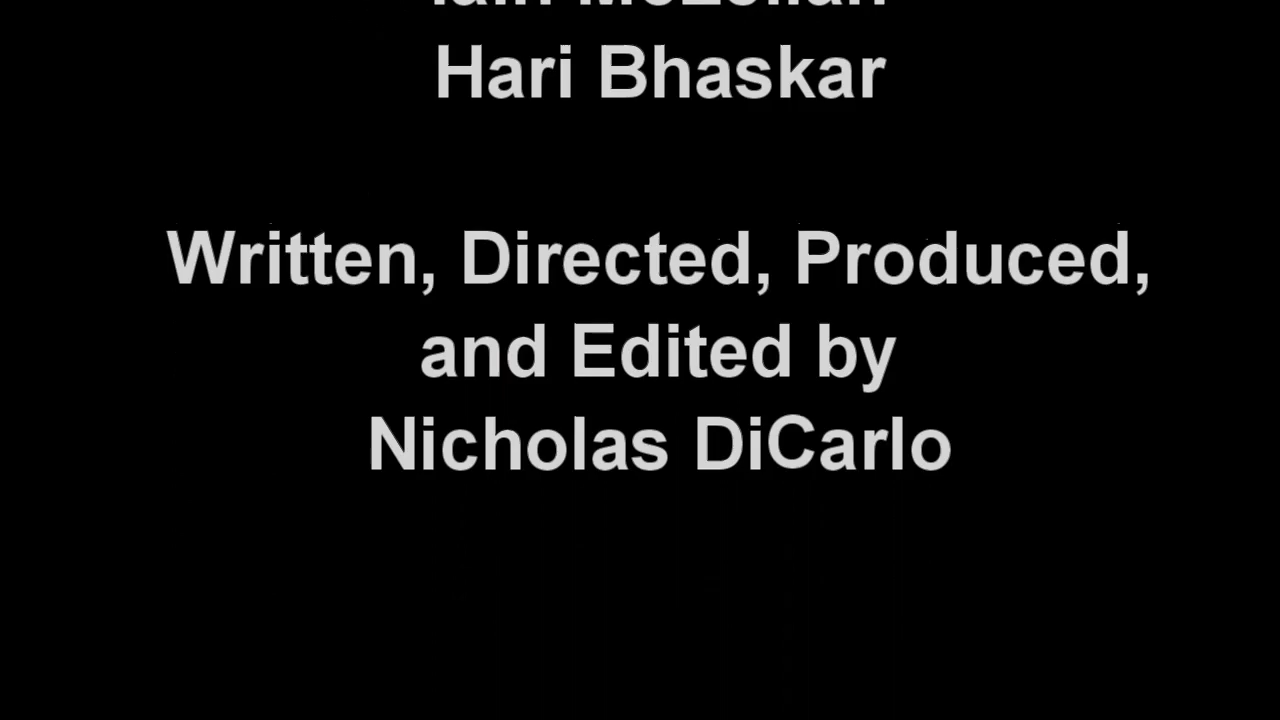 Hari Bhaskar
Written, Directed, Produced,
and Edited by
Nicholas DiCarlo